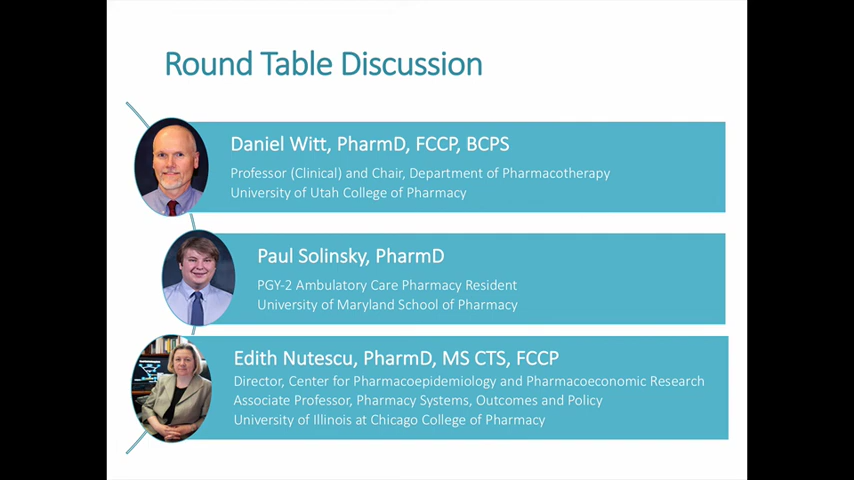 Round Table Discussion
Daniel Witt, PharmD, FCCP, BCPS
Professor (Clinical) and Chair, Department of Pharmacotherapy
University of Utah College of Pharmacy
Paul Solinsky, PharmD
PGY-2 Ambulatory Care Pharmacy Resident
University of Maryland School of Pharmacy
Edith Nutescu, PharmD, MS CTS, FCCP
Director, Center for Pharmacoepidemiology and Pharmacoeconomic Research
Associate Professor, Pharmacy Systems, Outcomes and Policy
University of Illinois at Chicago College of Pharmacy